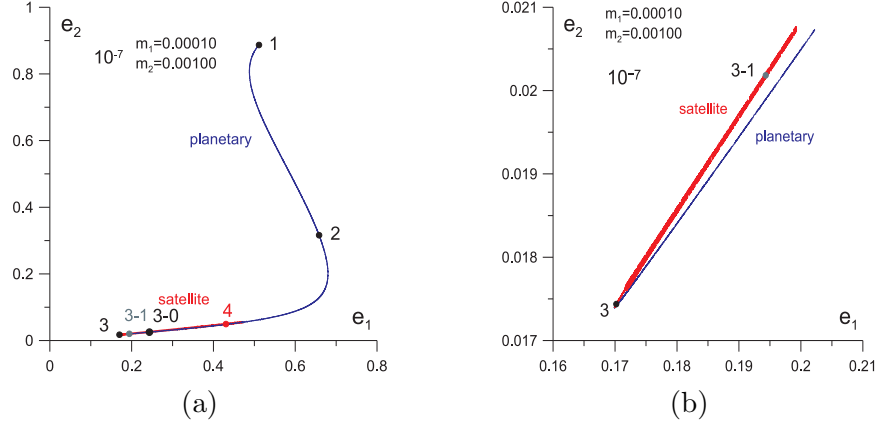 1
e2
10-7
m1=0.00010
m2=0.00100
1
0.8
planetary
0.6
0.4
2
0.2
satellite
3
3-1
3-0
4
e1
0
0
0.2
0.4
0.6
0.8
(a)
0.021
e2
m1=0.00010
m2=0.00100
10-7
3-1
0.020
satellite
planetary
0.019
0.018
3
e1
0.017
0.16
0.17
0.18
0.19
0.2
0.21
(b)